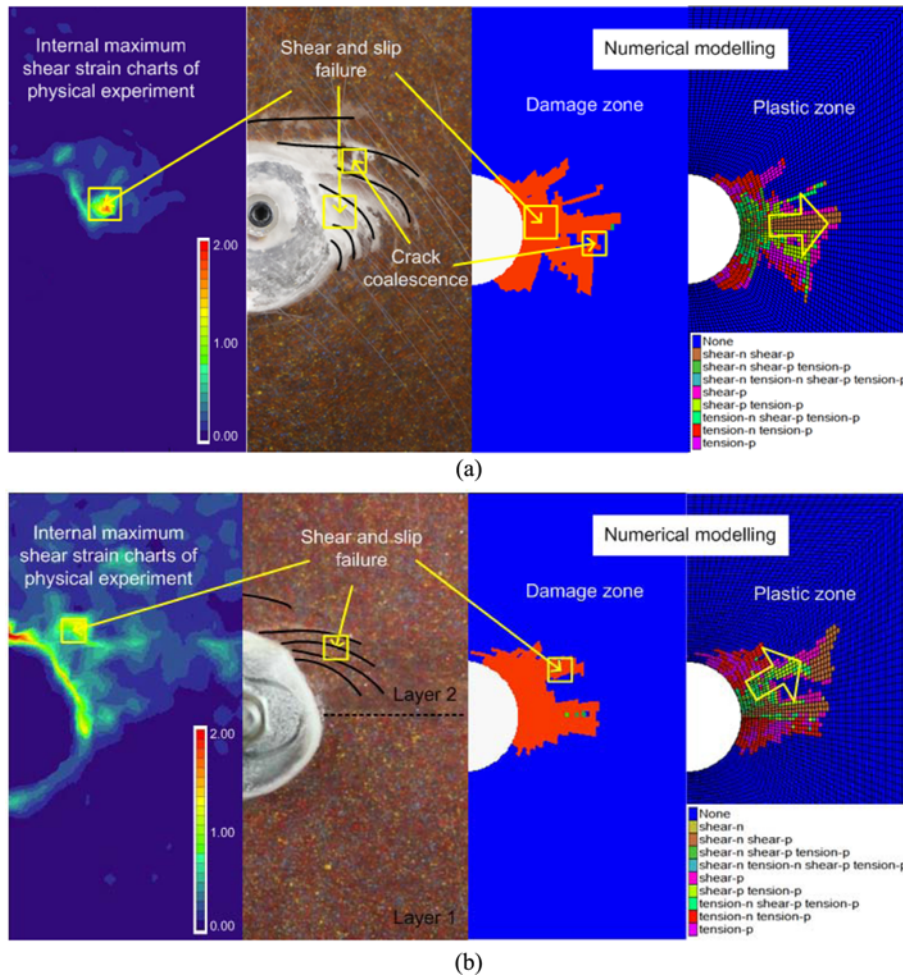 Internal maximum
shear strain charts of
physical experiment
Shear and slip
failure
Numerical modelling
Damage zone
Plastic zone
Crack
coalescence
2.00
1.00
0.00
None
shear-n shear-p
shear-n shear-p tension-p
shear-n tension-n shear-p tension-p
shear-p
shear-p tension-p
tension-n shear-p tension-p
tension-n tension-p
tension-p
(a)
Internal maximum
shear strain charts of
physical experiment
Shear and slip
failure
Numerical modelling
Damage zone
Plastic zone
Layer 2
Layer 1
2.00
1.00
0.00
None
shear-n
shear-n shear-p
shear-n shear-p tension-p
shear-n tension-n shear-p tension-p
shear-p
shear-p tension-p
tension-n shear-p tension-p
tension-n tension-p
tension-p
(b)